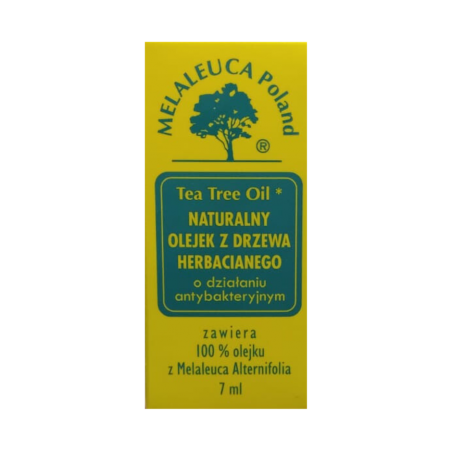 MELALEUCA Poland
®
Tea Tree Oil *
NATURALNY
OLEJEK Z DRZEWA
HERBACIANEGO
o działaniu
antybakteryjnym
zawiera
100 % olejku
z Melaleuca Alternifolia
7 ml